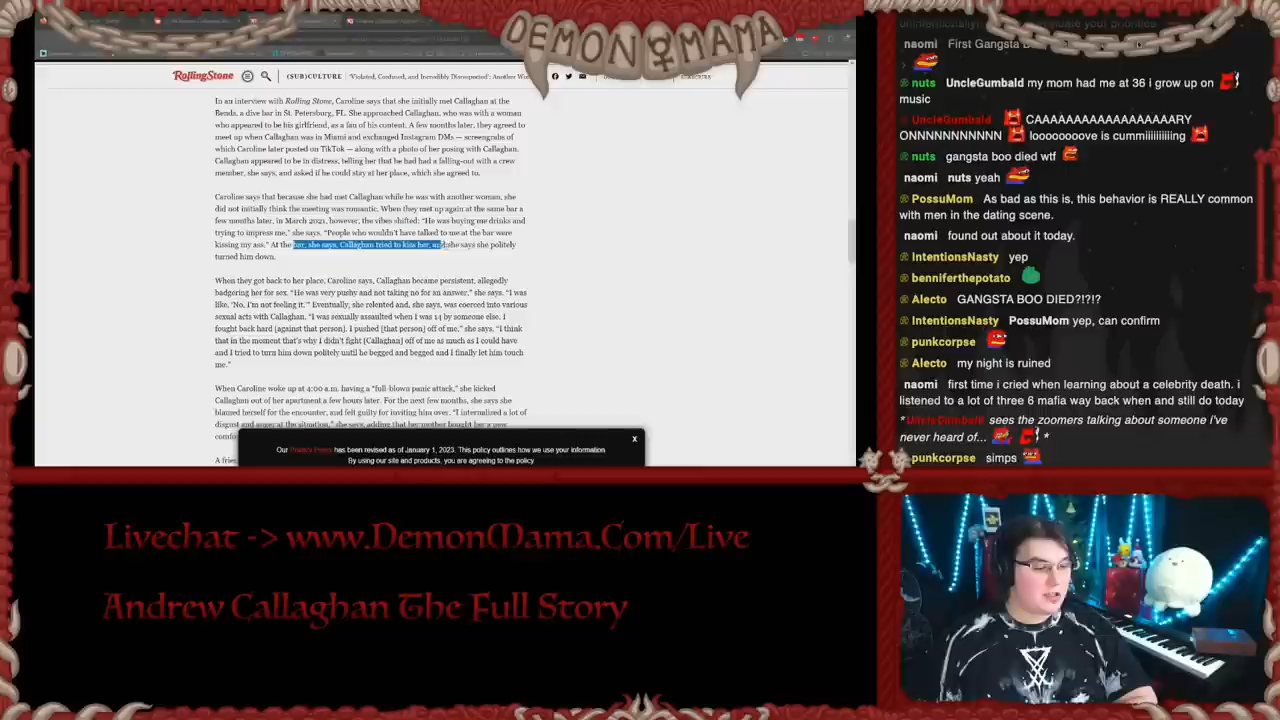 DEMON MAMA
RollingStone
(SUB)CULTURE
'Violated, Confused, and Incredibly Disrespected': Another
In an interview with Rolling Stone, Caroline says that she initially met Callaghan at the
Bends, a dive bar in St. Petersburg, FL. She approached Callaghan, who was with a woman
who appeared to be his girlfriend, as a fan of his content. A few months later, they agreed to
meet up when Callaghan was in Miami and exchanged Instagram DMs — screengrabs of
which Caroline later posted on TikTok — along with a photo of her posing with Callaghan.
Callaghan appeared to be in distress, telling her that he had had a falling-out with a crew
member, she says, and asked if he could stay at her place, which she agreed to.
Caroline says that because she had met Callaghan while he was with another woman, she
did not initially think the meeting was romantic. When they met up again at the same bar a
few months later, in March 2021, however, the vibes shifted: “He was buying me drinks and
trying to impress me,” she says. “People who wouldn’t have talked to me at the bar were
kissing my ass.” At the bar, she says, Callaghan tried to kiss her, and she says she politely
turned him down.
When they got back to her place, Caroline says, Callaghan became persistent, allegedly
badgering her for sex. “He was very pushy and not taking no for an answer,” she says. “I was
like, ‘No, I’m not feeling it.’” Eventually, she relented and, she says, was coerced into various
sexual acts with Callaghan. “I was sexually assaulted when I was 14 by someone else. I
fought back hard [against that person]. I pushed [that person] off of me,” she says. “I think
that in the moment that’s why I didn’t fight [Callaghan] off of me as much as I could have
and I tried to turn him down politely until he begged and begged and I finally let him touch
me.”
When Caroline woke up at 4:00 a.m. having a “full-blown panic attack,” she kicked
Callaghan out of her apartment a few hours later. For the next few months, she says she
blamed herself for the encounter, and felt guilty for inviting him over. “I internalized a lot of
disgust and anger at the situation,” she says, adding that her mother bought her a new
Our Privacy Policy has been revised as of January 1, 2023. This policy outlines how we use your information.
By using our site and products, you are agreeing to the policy.
x
naomi First Gangsta
nuts UncleGumbald my mom had me at 36 i grow up on
music
UncleGumbald CAAAAAAAAAAAAAAAARY
ONNNNNNNNNNN looooooove is cummiiiiiiiiing
nuts gangsta boo died wtf
naomi nuts yeah
PossuMom As bad as this is, this behavior is REALLY common
with men in the dating scene.
naomi found out about it today.
IntentionsNasty yep
benniferthepotato
Alecto GANGSTA BOO DIED?!?!?
IntentionsNasty PossuMom yep, can confirm
punkcorpse
Alecto my night is ruined
naomi first time i cried when learning about a celebrity death. i
listened to a lot of three 6 mafia way back when and still do today
*UncleGumbald sees the zoomers talking about someone i've
never heard of... *
punkcorpse simps
Livechat -> www.DemonMama.Com/Live
Andrew Callaghan The Full Story